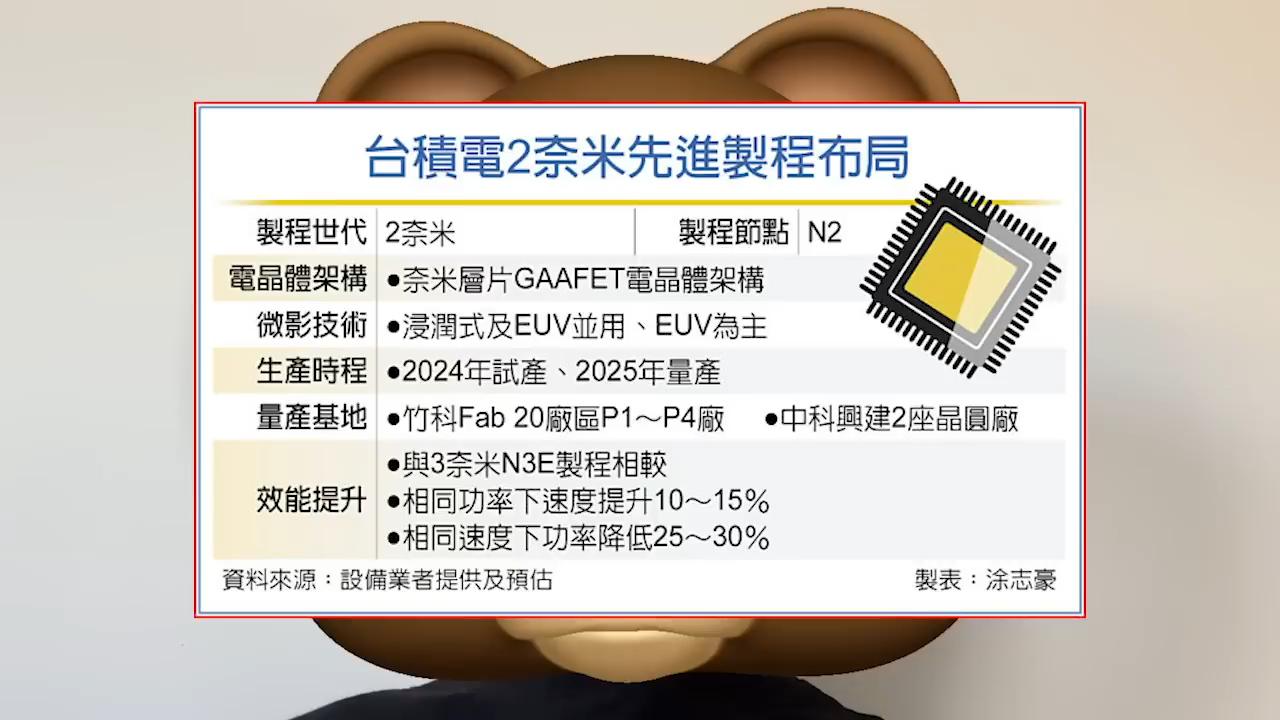 台積電2奈米先進製程布局
製程世代 2奈米 製程節點 N2
電晶體架構 ●奈米層片GAAFET電晶體架構
微影技術 ●浸潤式及EUV並用、EUV為主
生產時程 ●2024年試產、2025年量產
量產基地 ●竹科Fab 20廠區P1～P4廠 ●中科興建2座晶圓廠
效能提升 ●與3奈米N3E製程相較
●相同功率下速度提升10～15%
●相同速度下功率降低25～30%
資料來源：設備業者提供及預估 製表：涂志豪